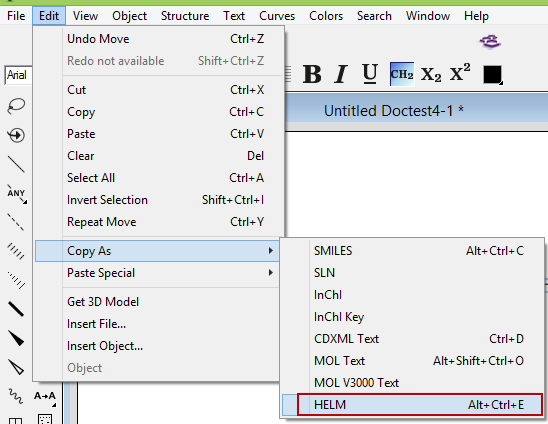 File Edit View Object Structure Text Curves Colors Search Window Help
Undo Move Ctrl+Z
Redo not available Shift+Ctrl+Z
Arial B I U CH2 X2 X2
Cut Ctrl+X
Copy Ctrl+C
Untitled Doctest4-1 *
Paste Ctrl+V
Clear Del
Select All Ctrl+A
ANY
Invert Selection Shift+Ctrl+I
Repeat Move Ctrl+Y
Copy As
Paste Special
Get 3D Model
Insert File...
Insert Object...
Object
SMILES Alt+Ctrl+C
SLN
InChI
InChI Key
CDXML Text Ctrl+D
MOL Text Alt+Shift+Ctrl+O
MOL V3000 Text
HELM Alt+Ctrl+E
A→A